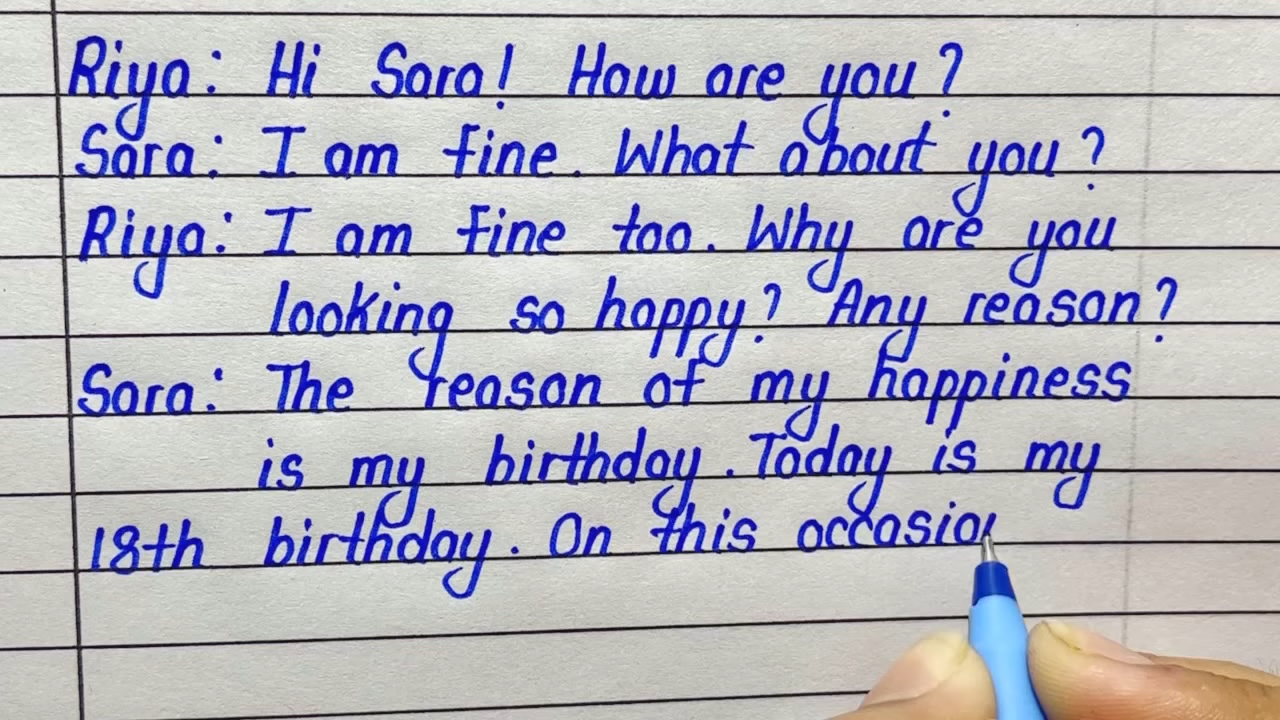 Riya: Hi Sara! How are you?
Sara: I am fine. What about you?
Riya: I am fine too. Why are you
looking so happy? Any reason?
Sara: The reason of my happiness
is my birthday. Today is my
18th birthday. On this occasion